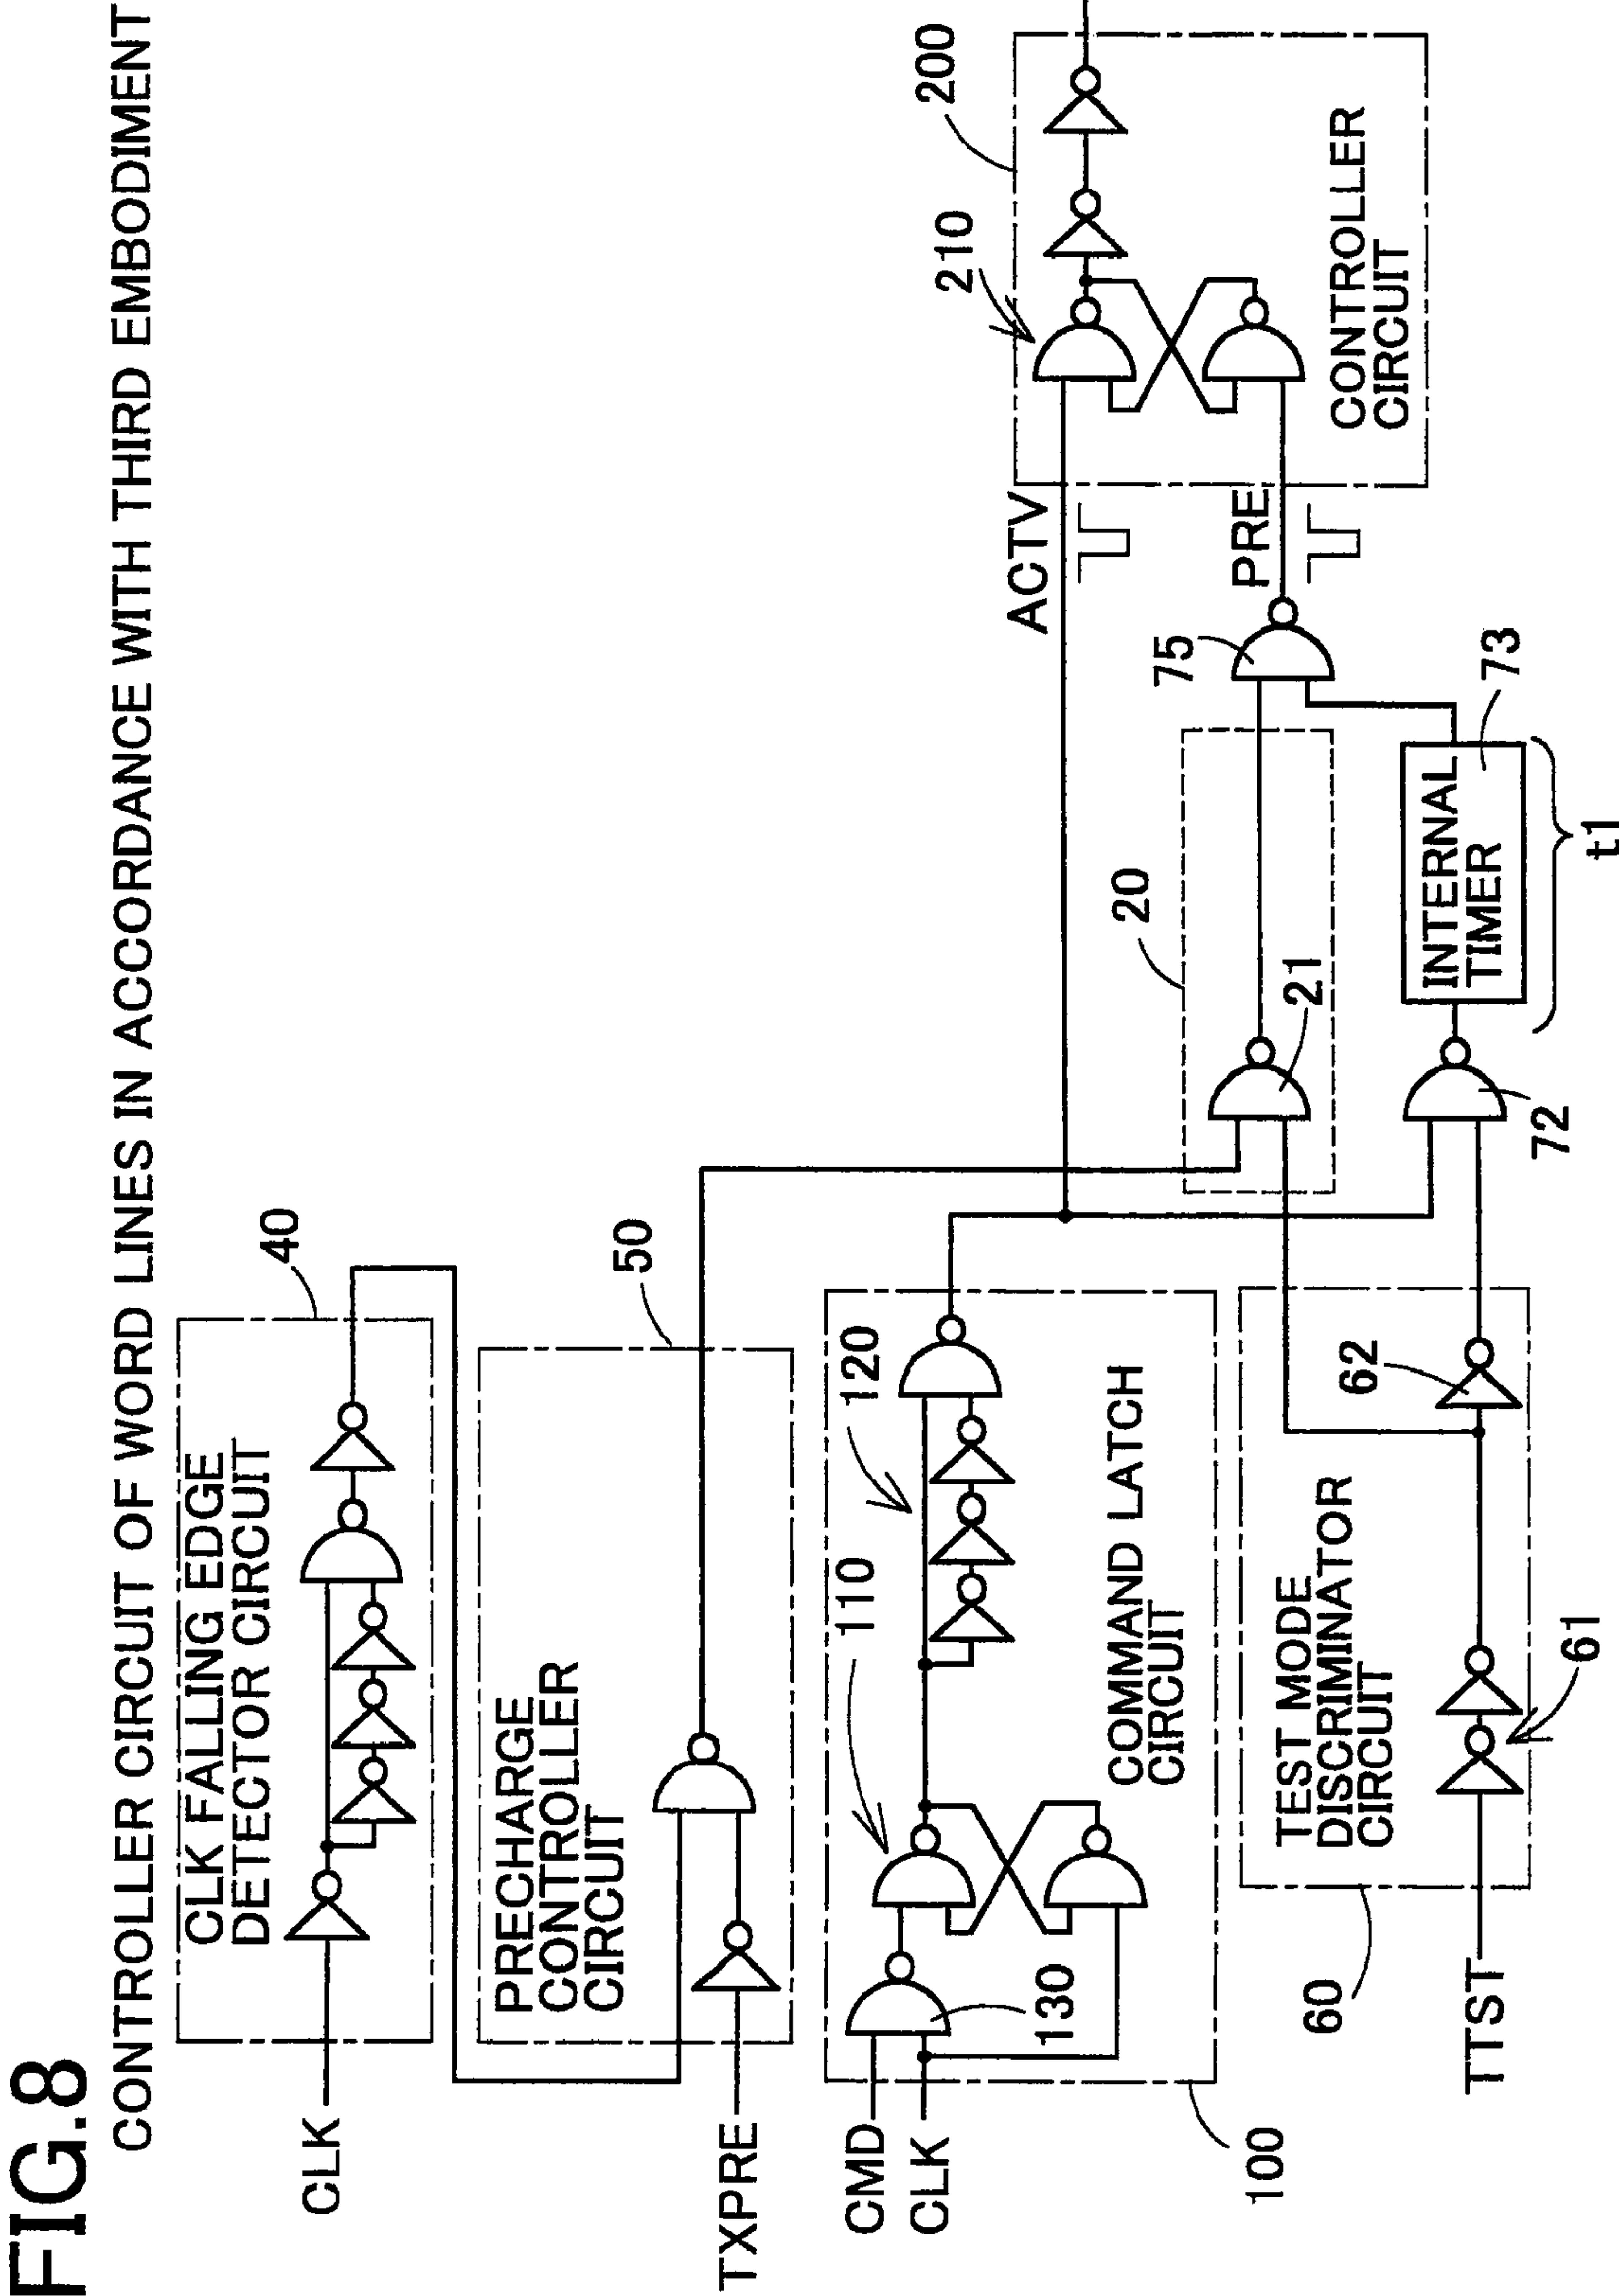 FIG.8
CONTROLLER CIRCUIT OF WORD LINES IN ACCORDANCE WITH THIRD EMBODIMENT
CLK
CLK FALLING EDGE
DETECTOR CIRCUIT
40
TXPRE
PRECHARGE
CONTROLLER
CIRCUIT
50
CMD
CLK
100
130
110
120
COMMAND LATCH
CIRCUIT
TTST
60
61
62
TEST MODE
DISCRIMINATOR
CIRCUIT
20
21
72
INTERNAL
TIMER
73
t1
75
ACTV
PRE
200
210
CONTROLLER
CIRCUIT